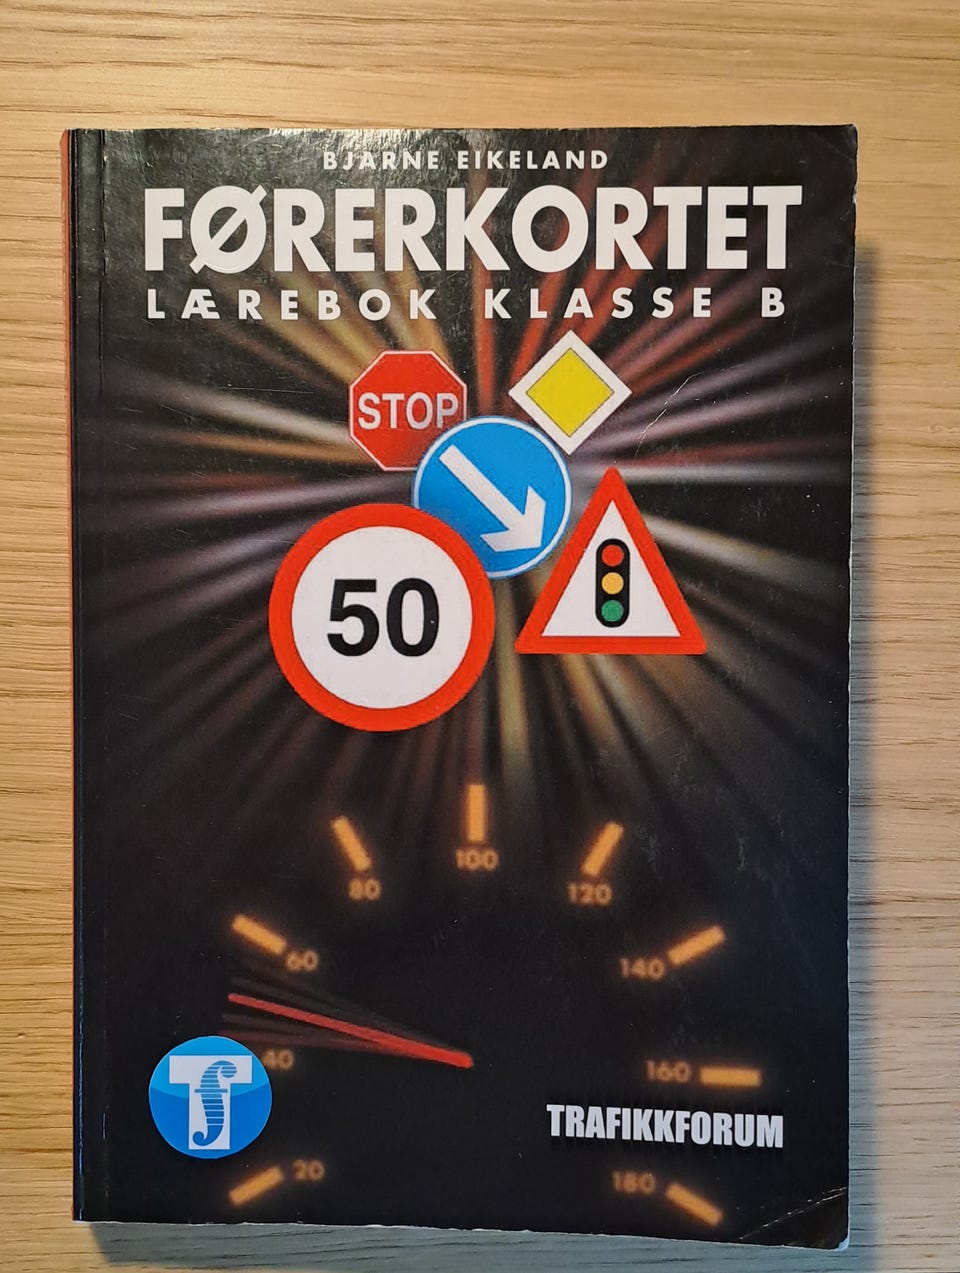 BJARNE EIKELAND
FØRERKORTET
LÆREBOK KLASSE B
STOP
50
100
80
120
60
140
40
160
TRAFIKKFORUM
20
180